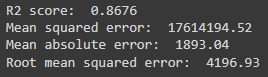 R2 score:  0.8676
Mean squared error:  17614194.52
Mean absolute error:  1893.04
Root mean squared error:  4196.93